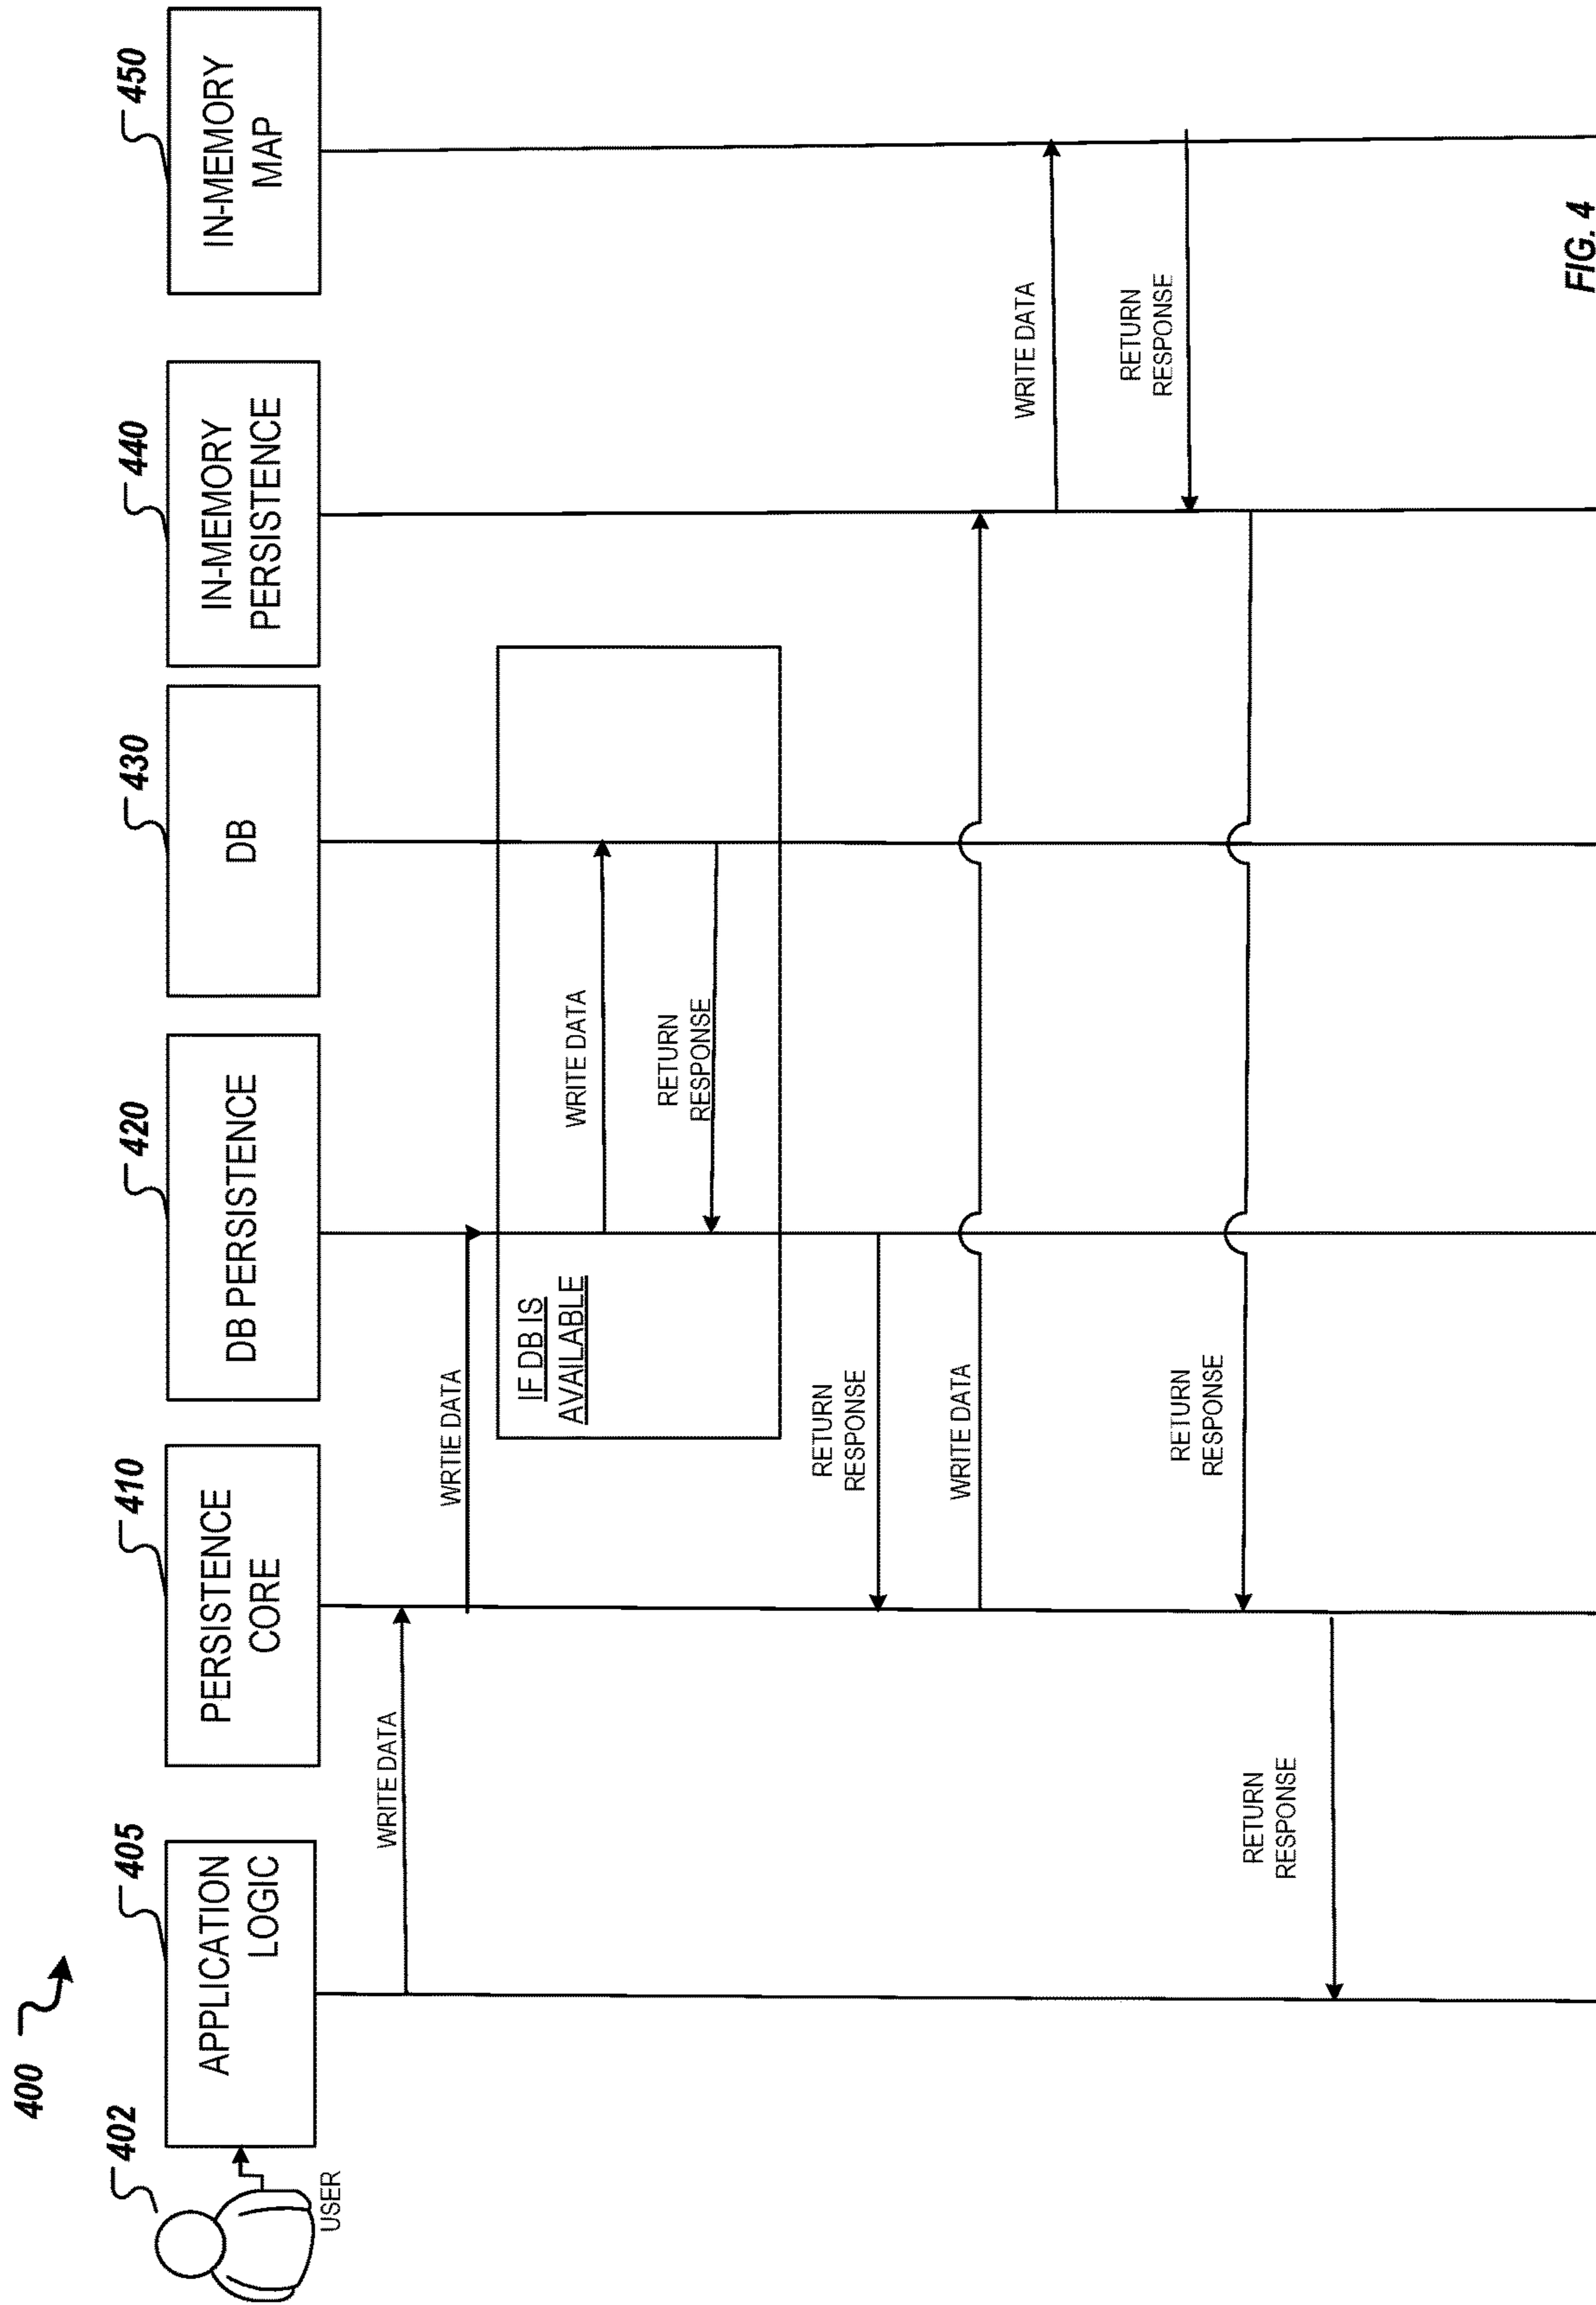 400
402
USER
405
APPLICATION
LOGIC
410
PERSISTENCE
CORE
420
DB PERSISTENCE
430
DB
440
IN-MEMORY
PERSISTENCE
450
IN-MEMORY
MAP
WRITE DATA
WRTIE DATA
IF DB IS
AVAILABLE
WRITE DATA
RETURN
RESPONSE
RETURN
RESPONSE
WRITE DATA
WRITE DATA
RETURN
RESPONSE
RETURN
RESPONSE
RETURN
RESPONSE
FIG. 4